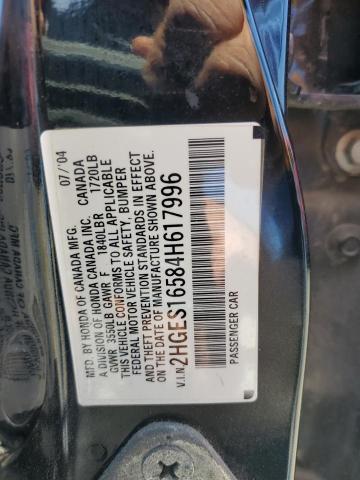 MFD. BY HONDA OF CANADA MFG. 07/'04
A DIVISION OF HONDA CANADA INC. CANADA
GVWR 3560LB GAWR F 1840LB R 1720LB
THIS VEHICLE CONFORMS TO ALL APPLICABLE
FEDERAL MOTOR VEHICLE SAFETY, BUMPER
AND THEFT PREVENTION STANDARDS IN EFFECT
ON THE DATE OF MANUFACTURE SHOWN ABOVE.
V.I.N. 2HGES16584H617996
PASSENGER CAR